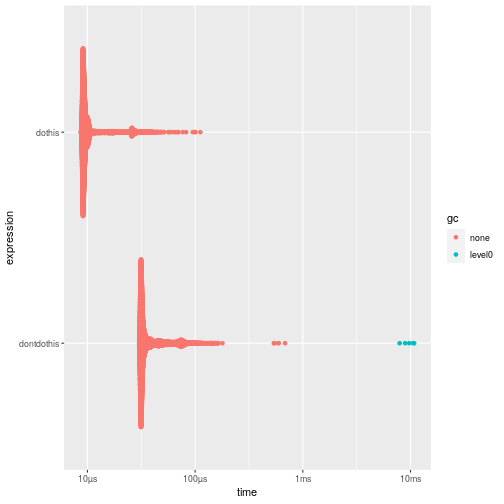 expression
dothis
dontdothis
10µs
100µs
1ms
10ms
time
gc
none
level0